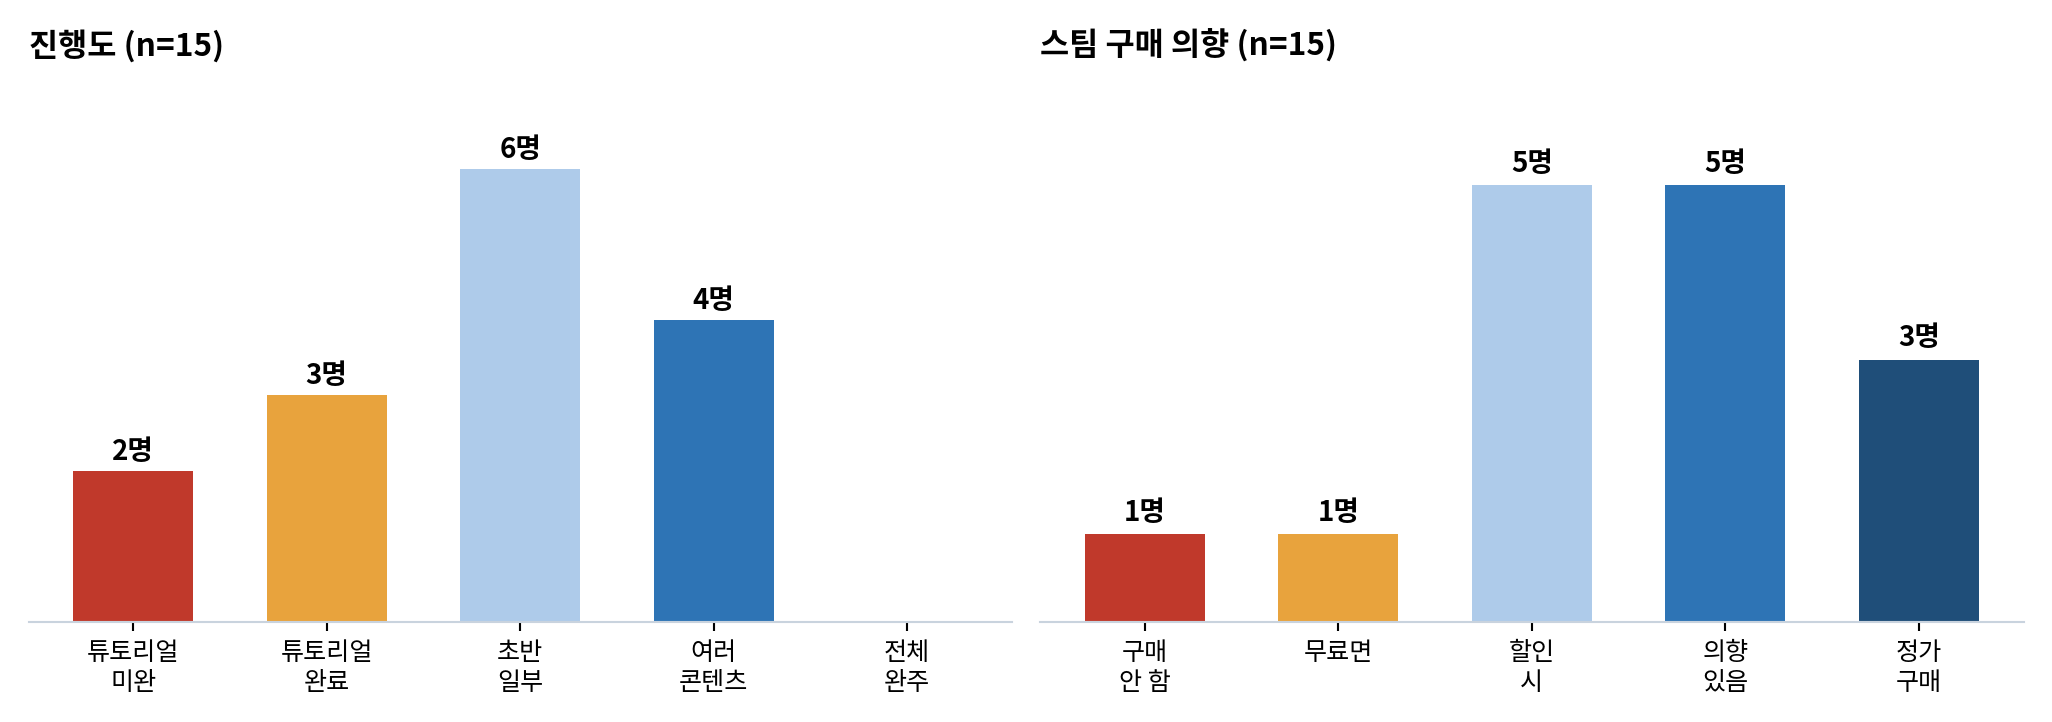 진행도 (n=15)
2명
3명
6명
4명
튜토리얼
미완
튜토리얼
완료
초반
일부
여러
콘텐츠
전체
완주
스팀 구매 의향 (n=15)
1명
1명
5명
5명
3명
구매
안 함
무료면
할인
시
의향
있음
정가
구매